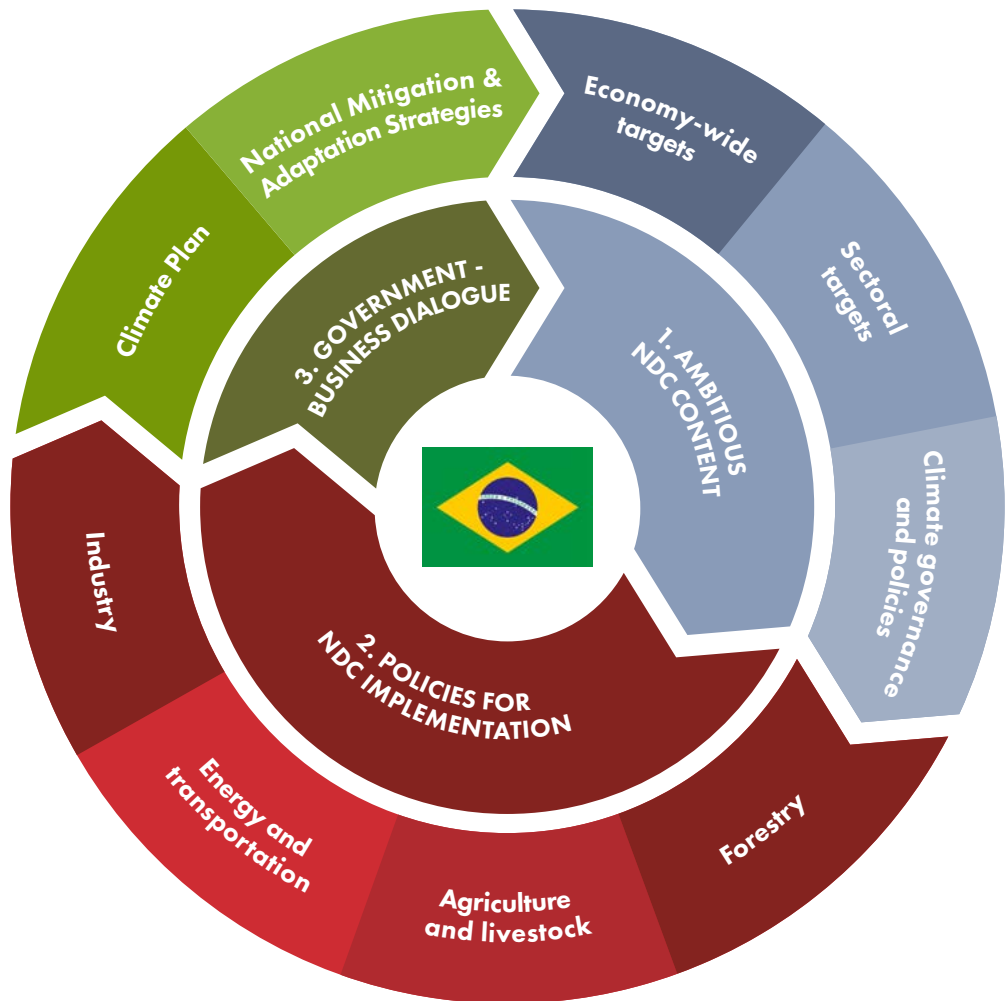 1. AMBITIOUS
NDC CONTENT
Economy-wide
targets
Sectoral
targets
Climate governance
and policies
2. POLICIES FOR
NDC IMPLEMENTATION
Forestry
Agriculture
and livestock
Energy and
transportation
Industry
3. GOVERNMENT -
BUSINESS DIALOGUE
Climate Plan
National Mitigation &
Adaptation Strategies